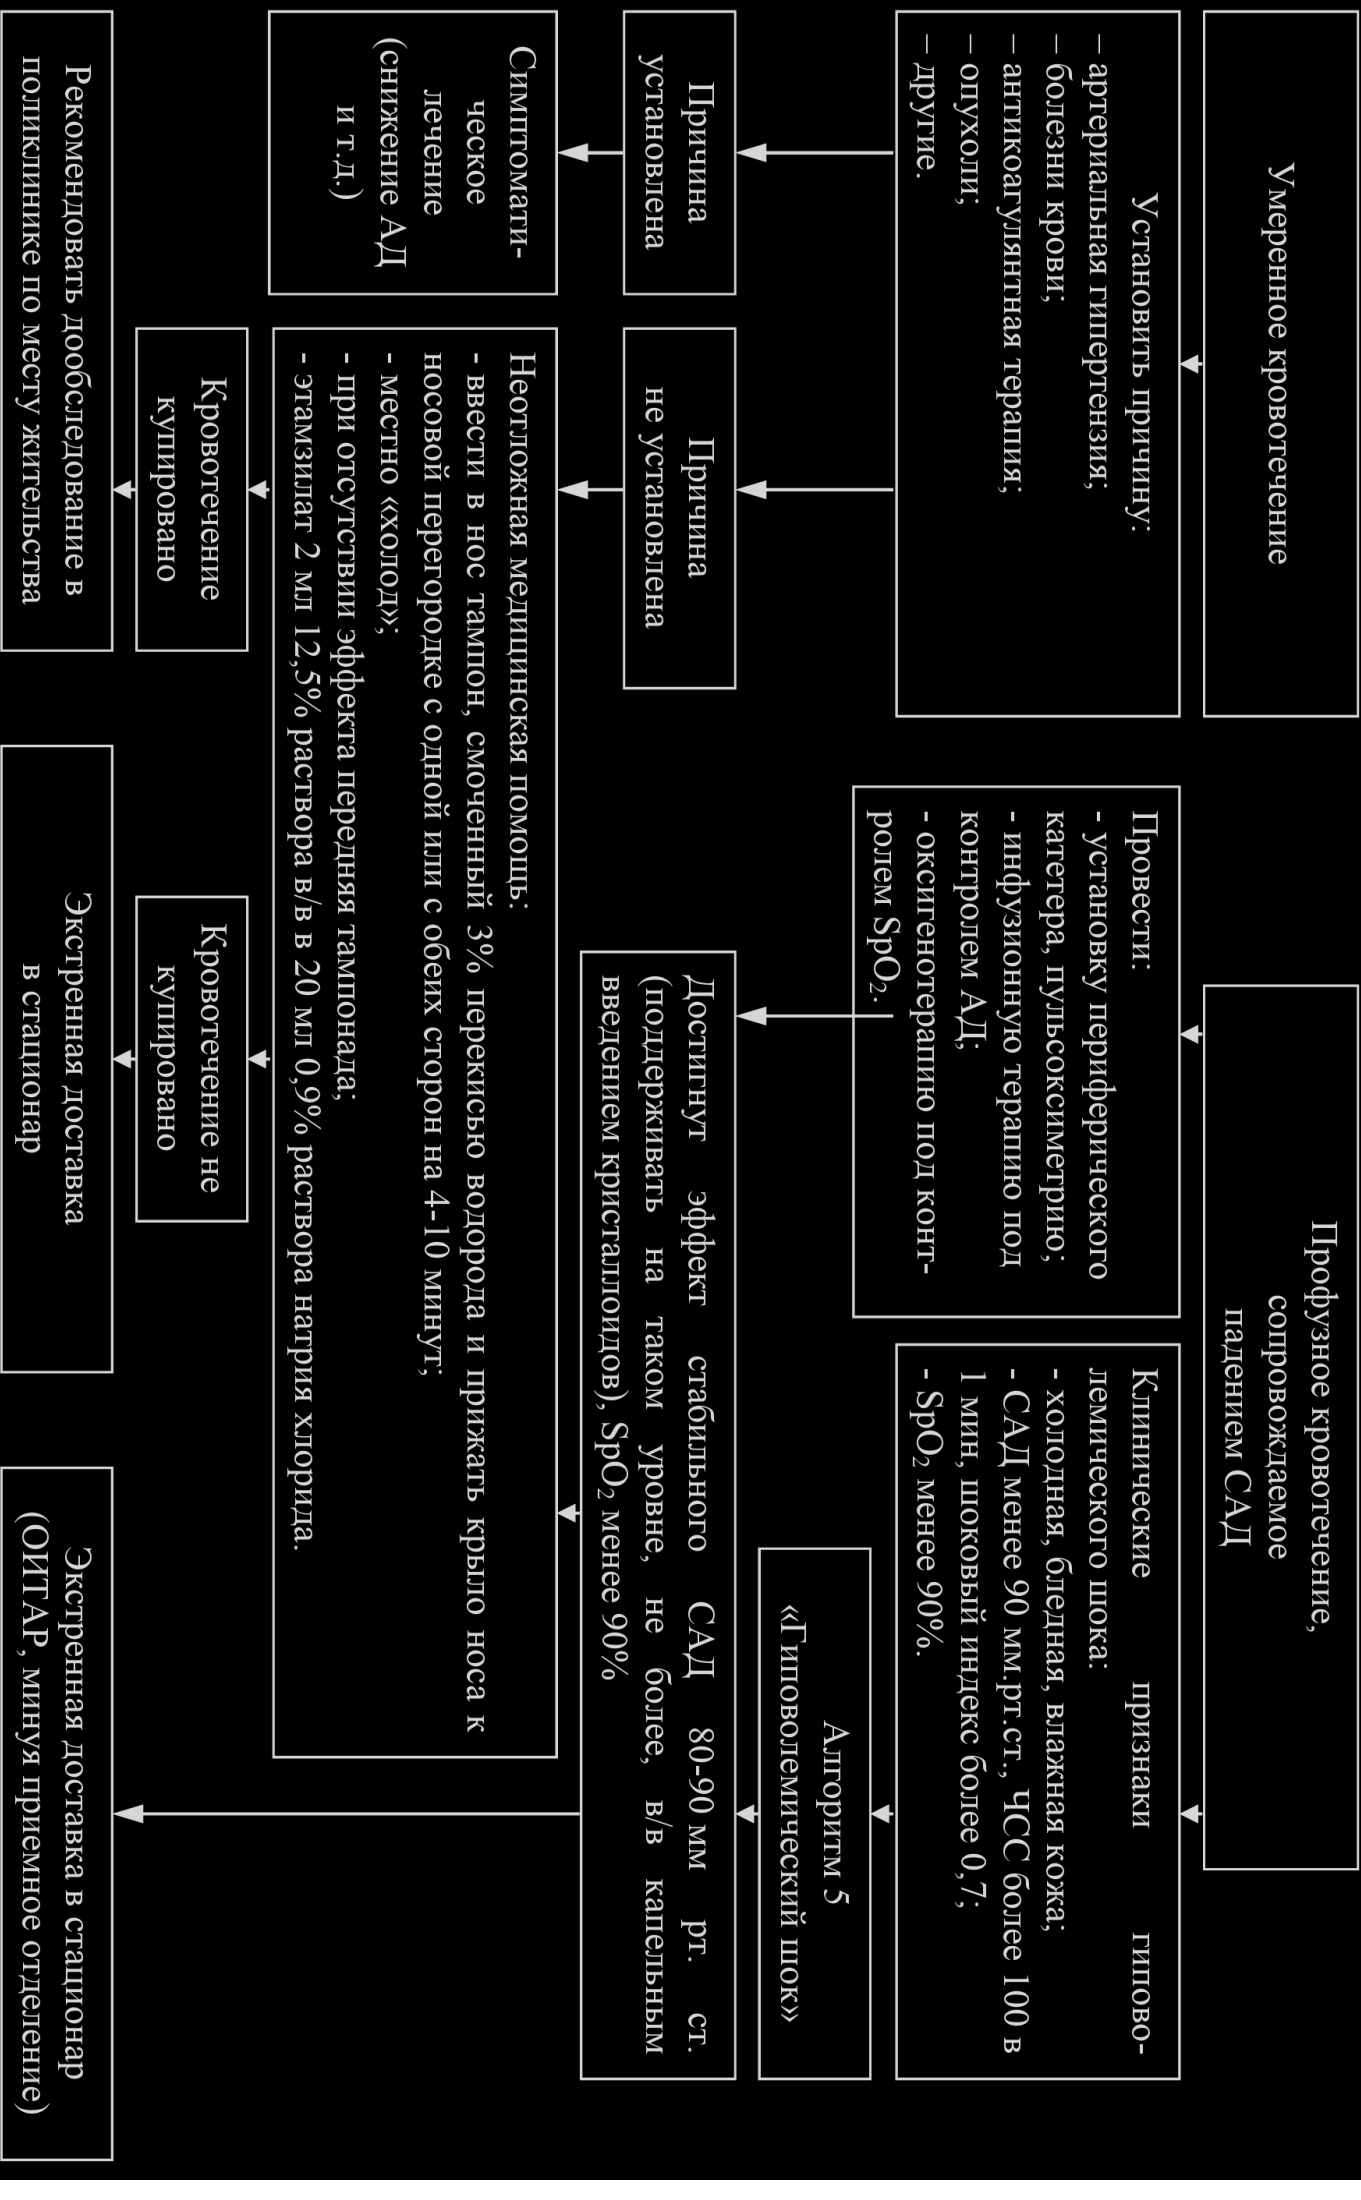 Умеренное кровотечение
Профузное кровотечение,
сопровождаемое
падением САД
Установить причину:
– артериальная гипертензия;
– болезни крови;
– антикоагулянтная терапия;
– опухоли;
– другие.
Провести:
- установку периферического
катетера, пульсоксиметрию;
- инфузионную терапию под
контролем АД;
- оксигенотерапию под конт-
ролем SpO₂.
Клинические признаки гипово-
лемического шока:
- холодная, бледная, влажная кожа;
- САД менее 90 мм.рт.ст., ЧСС более 100 в
1 мин, шоковый индекс более 0,7;
- SpO₂ менее 90%.
Алгоритм 5
«Гиповолемический шок»
Причина
установлена
Причина
не установлена
Достигнут эффект стабильного САД 80-90 мм рт. ст.
(поддерживать на таком уровне, не более, в/в капельным
введением кристаллоидов), SpO₂ менее 90%
Симптомати-
ческое
лечение
(снижение АД
и т.д.)
Неотложная медицинская помощь:
- ввести в нос тампон, смоченный 3% перекисью водорода и прижать крыло носа к
носовой перегородке с одной или с обеих сторон на 4-10 минут;
- местно «холод»;
- при отсутствии эффекта передняя тампонада;
- этамзилат 2 мл 12,5% раствора в/в в 20 мл 0,9% раствора натрия хлорида.
Кровотечение
купировано
Кровотечение не
купировано
Рекомендовать дообследование в
поликлинике по месту жительства
Экстренная доставка
в стационар
Экстренная доставка в стационар
(ОИТАР, минуя приемное отделение)